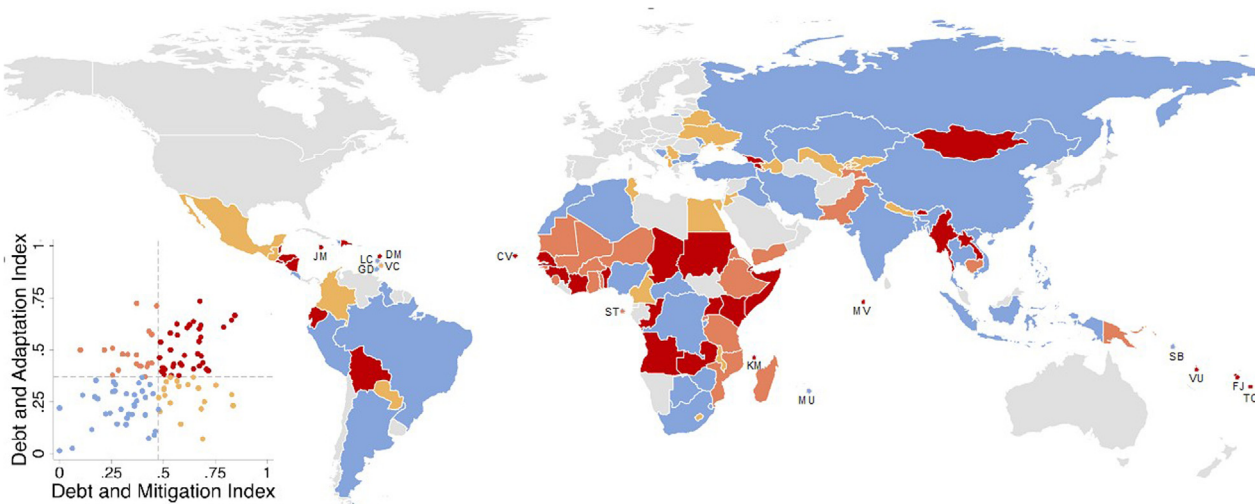 JM
LC
DM
GD
VC
CV
ST
KM
MV
MU
SB
VU
FJ
TO
Debt and Adaptation Index
1
.75
.5
.25
0
0
.25
.5
.75
1
Debt and Mitigation Index